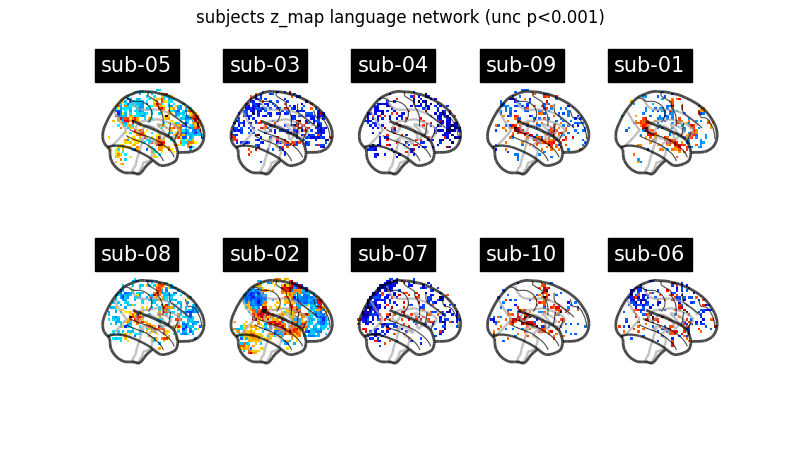 subjects z_map language network (unc p<0.001)
sub-05 sub-03 sub-04 sub-09 sub-01
sub-08 sub-02 sub-07 sub-10 sub-06